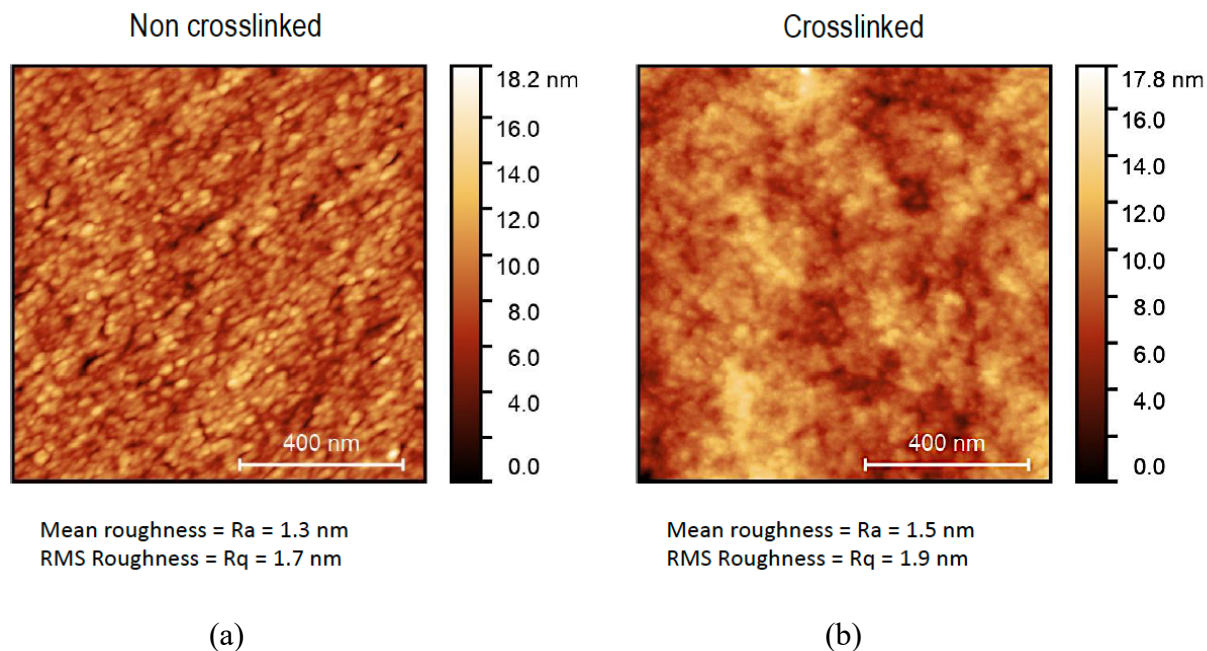 Non crosslinked
18.2 nm
16.0
14.0
12.0
10.0
8.0
6.0
4.0
0.0
400 nm
Mean roughness = Ra = 1.3 nm
RMS Roughness = Rq = 1.7 nm
(a)
Crosslinked
17.8 nm
16.0
14.0
12.0
10.0
8.0
6.0
4.0
0.0
400 nm
Mean roughness = Ra = 1.5 nm
RMS Roughness = Rq = 1.9 nm
(b)